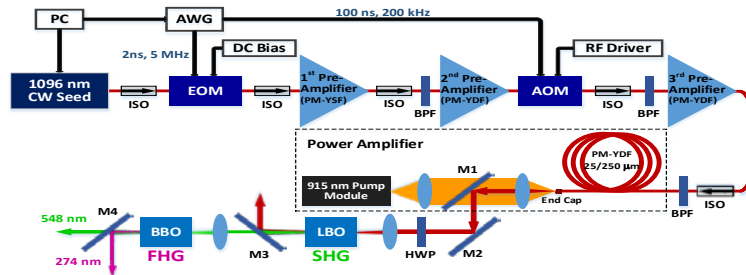 PC
AWG
100 ns, 200 kHz
2ns, 5 MHz
DC Bias
RF Driver
1096 nm
CW Seed
ISO
EOM
ISO
1st Pre-
Amplifier
(PM-YSF)
ISO
BPF
2nd Pre-
Amplifier
(PM-YDF)
AOM
ISO
BPF
3rd Pre-
Amplifier
(PM-YDF)
Power Amplifier
915 nm Pump
Module
M1
End Cap
PM-YDF
25/250 µm
BPF
ISO
M2
HWP
LBO
SHG
M3
BBO
FHG
M4
548 nm
274 nm